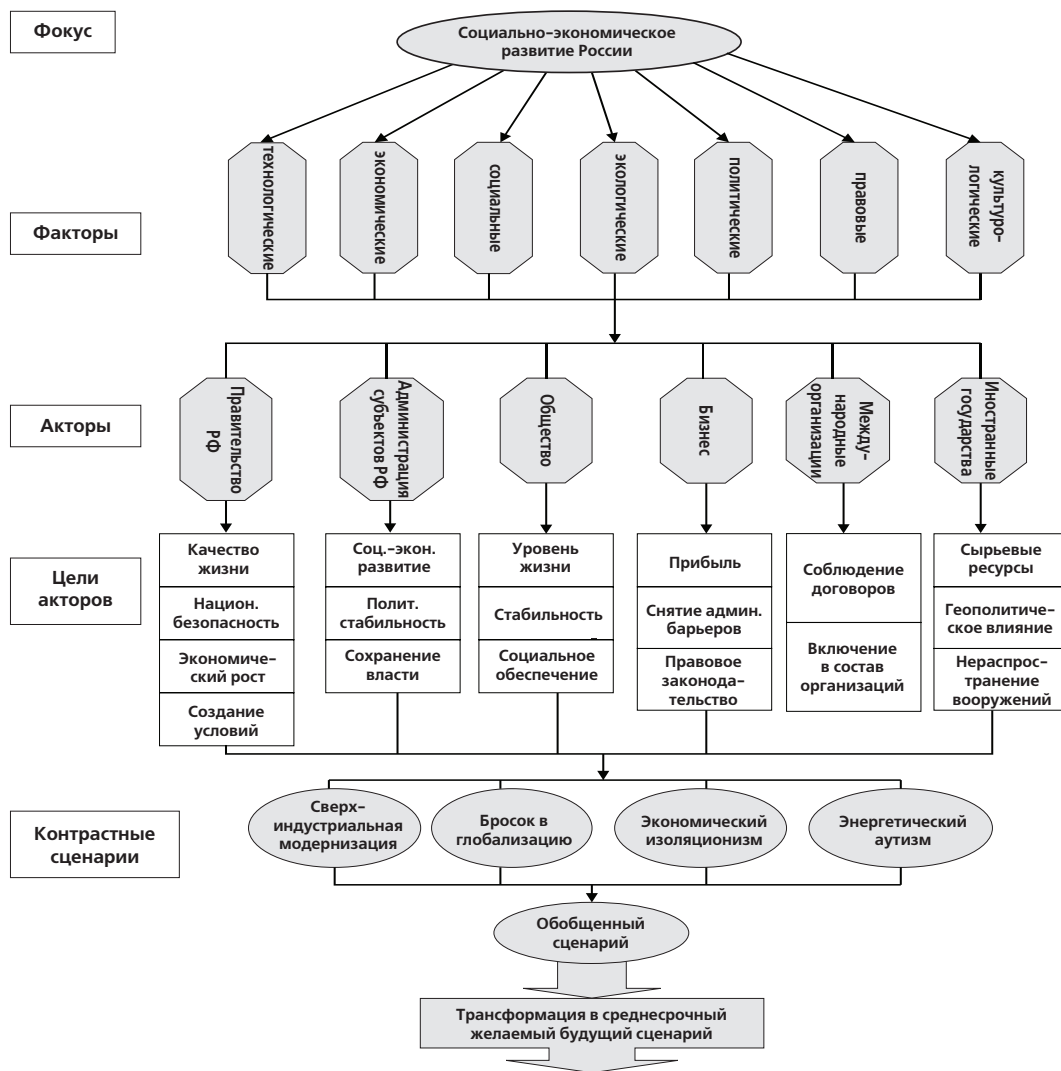 Фокус
Социально–экономическое
развитие России
Факторы
технологические
экономические
социальные
экологические
политические
правовые
культуро–
логические
Акторы
Правительство
РФ
Администрация
субъектов РФ
Общество
Бизнес
Между–
народные
организации
Иностранные
государства
Цели
акторов
Качество
жизни
Национ.
безопасность
Экономиче–
ский рост
Создание
условий
Соц.–экон.
развитие
Полит.
стабильность
Сохранение
власти
Уровень
жизни
Стабильность
Социальное
обеспечение
Прибыль
Снятие админ.
барьеров
Правовое
законода–
тельство
Соблюдение
договоров
Включение
в состав
организаций
Сырьевые
ресурсы
Геополитиче–
ское влияние
Нераспрос–
транение
вооружений
Контрастные
сценарии
Сверх–
индустриальная
модернизация
Бросок в
глобализацию
Экономический
изоляционизм
Энергетический
аутизм
Обобщенный
сценарий
Трансформация в среднесрочный
желаемый будущий сценарий